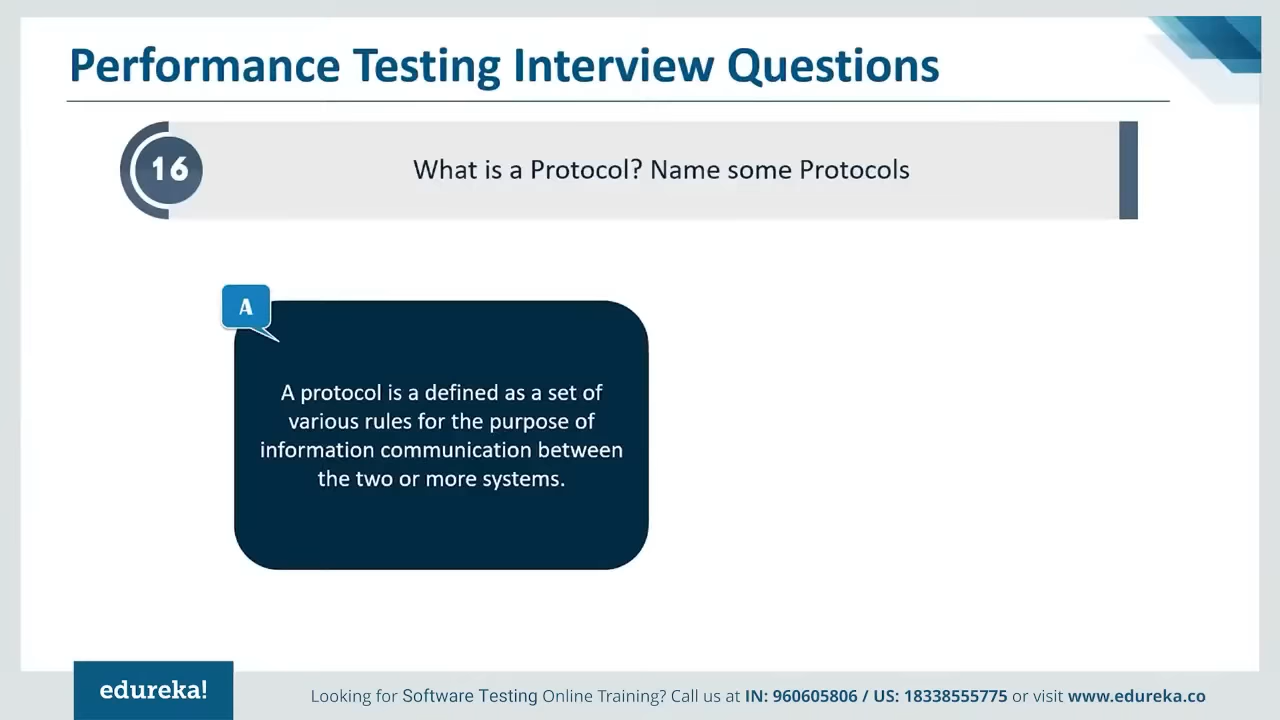 Performance Testing Interview Questions
16
What is a Protocol? Name some Protocols
A
A protocol is a defined as a set of
various rules for the purpose of
information communication between
the two or more systems.
edureka!
Looking for Software Testing Online Training? Call us at IN: 960605806 / US: 18338555775 or visit www.edureka.co